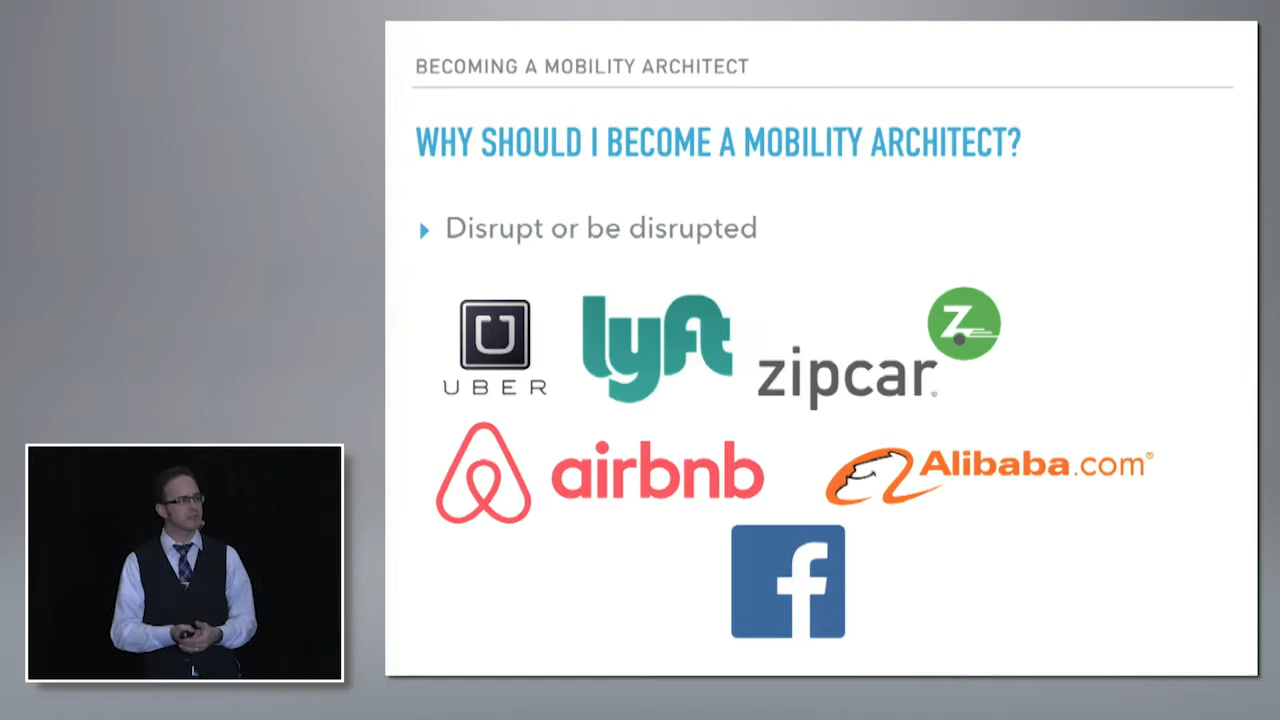 BECOMING A MOBILITY ARCHITECT
WHY SHOULD I BECOME A MOBILITY ARCHITECT?
Disrupt or be disrupted
U
UBER
lyft
Z
zipcar®
airbnb
Alibaba.com®
f